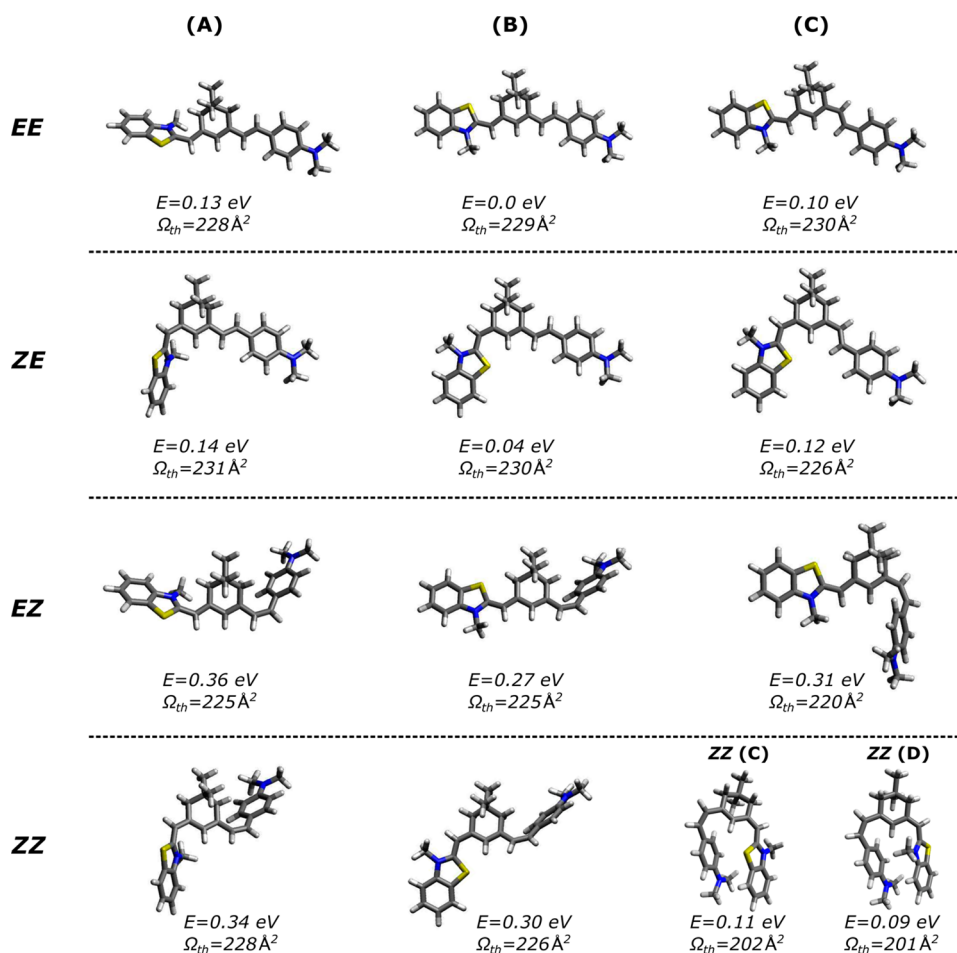 (A) (B) (C)
EE
E=0.13 eV E=0.0 eV E=0.10 eV
Ωth=228Å² Ωth=229Å² Ωth=230Å²
ZE
E=0.14 eV E=0.04 eV E=0.12 eV
Ωth=231Å² Ωth=230Å² Ωth=226Å²
EZ
E=0.36 eV E=0.27 eV E=0.31 eV
Ωth=225Å² Ωth=225Å² Ωth=220Å²
ZZ (C) ZZ (D)
ZZ
E=0.34 eV E=0.30 eV E=0.11 eV E=0.09 eV
Ωth=228Å² Ωth=226Å² Ωth=202Å² Ωth=201Å²